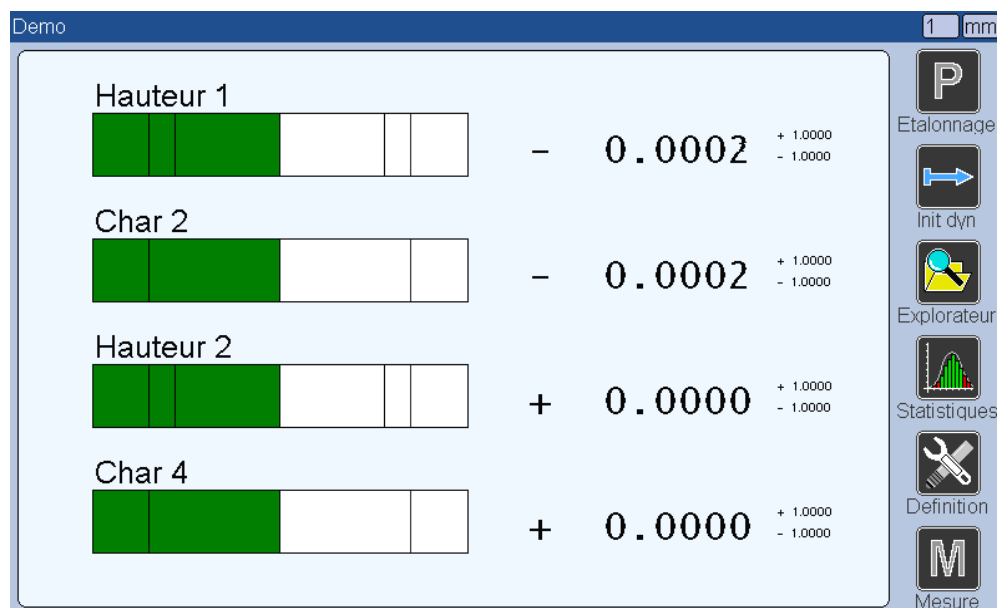 Demo
1 mm
Hauteur 1
- 0.0002 + 1.0000
- 1.0000
Char 2
- 0.0002 + 1.0000
- 1.0000
Hauteur 2
+ 0.0000 + 1.0000
- 1.0000
Char 4
+ 0.0000 + 1.0000
- 1.0000
P
Etalonnage
Init dyn
Explorateur
Statistiques
Definition
M
Mesure